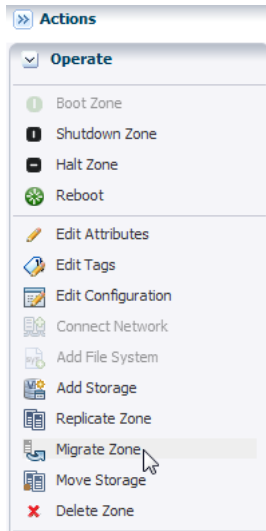 Actions
Operate
Boot Zone
Shutdown Zone
Halt Zone
Reboot
Edit Attributes
Edit Tags
Edit Configuration
Connect Network
Add File System
Add Storage
Replicate Zone
Migrate Zone
Move Storage
Delete Zone